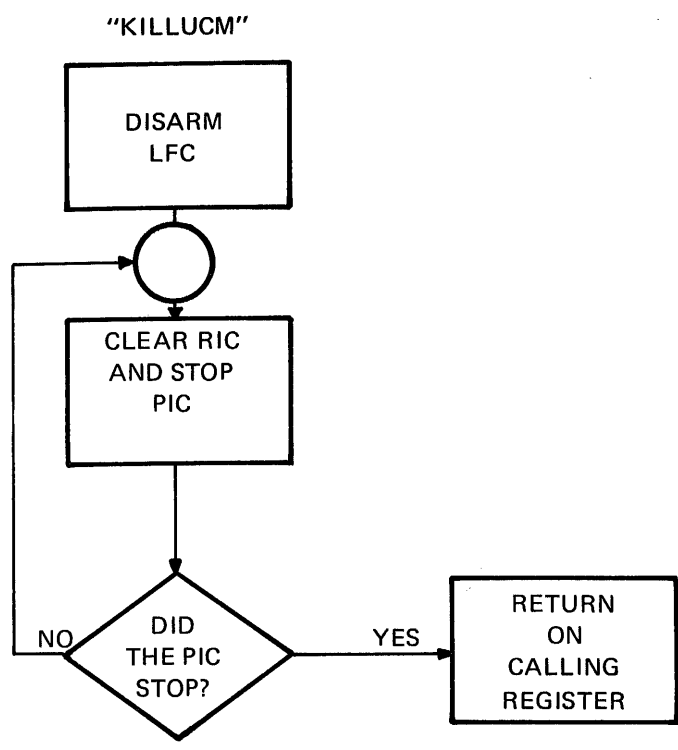 "KILLUCM"
DISARM
LFC
CLEAR RIC
AND STOP
PIC
DID
THE PIC
STOP?
NO
YES
RETURN
ON
CALLING
REGISTER